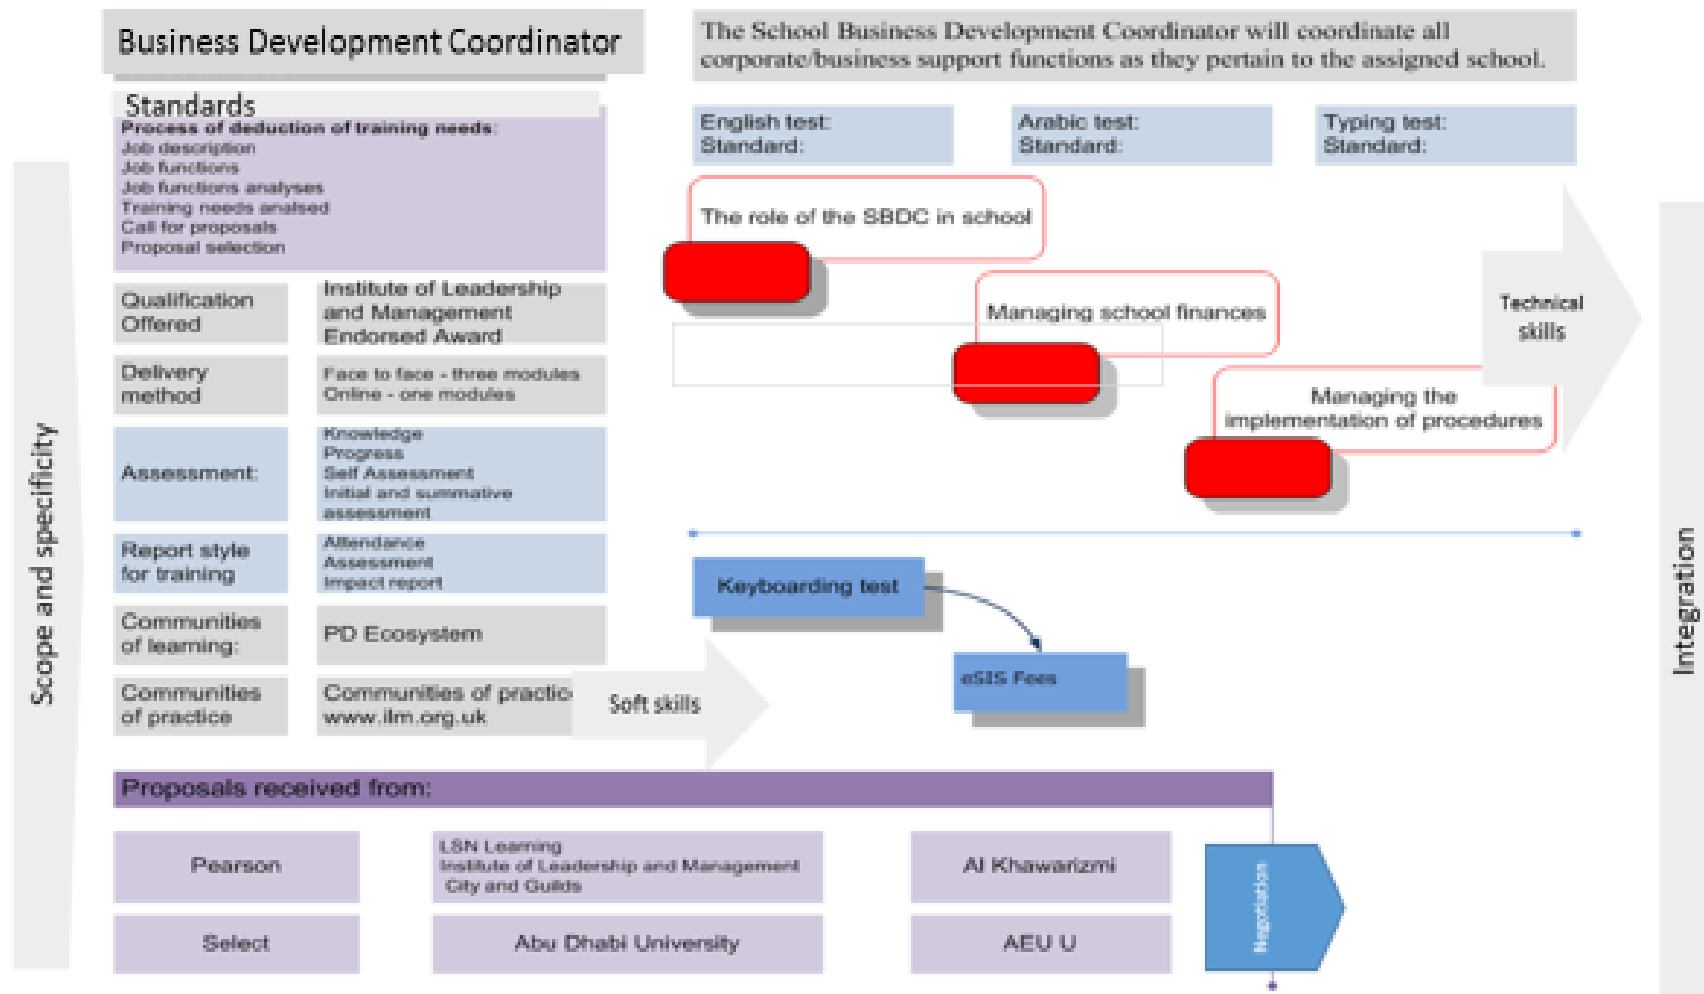 Business Development Coordinator
The School Business Development Coordinator will coordinate all
corporate/business support functions as they pertain to the assigned school.
Standards
Process of deduction of training needs:
Job description
Job functions
Job functions analyses
Training needs analsed
Call for proposals
Proposal selection
English test:
Standard:
Arabic test:
Standard:
Typing test:
Standard:
The role of the SBDC in school
Managing school finances
Managing the
implementation of procedures
Technical
skills
Qualification
Offered
Institute of Leadership
and Management
Endorsed Award
Delivery
method
Face to face - three modules
Online - one modules
Assessment:
Knowledge
Progress
Self Assessment
Initial and summative
assessment
Report style
for training
Attendance
Assessment
Impact report
Communities
of learning:
PD Ecosystem
Communities
of practice
Communities of practice
www.ilm.org.uk
Soft skills
Keyboarding test
eSIS Fees
Scope and specificity
Integration
Proposals received from:
Pearson
LSN Learning
Institute of Leadership and Management
City and Guilds
Al Khawarizmi
Select
Abu Dhabi University
AEU U
Negotiation